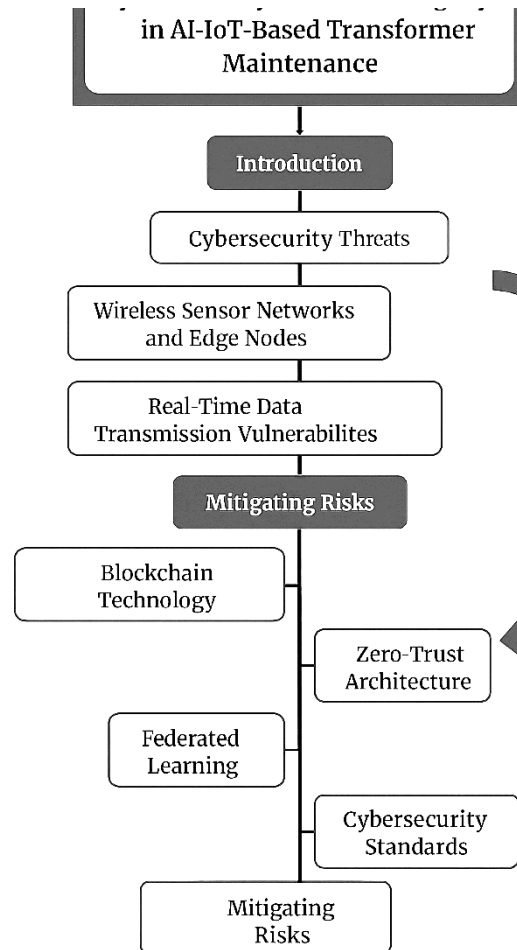 in AI-IoT-Based Transformer
Maintenance
Introduction
Cybersecurity Threats
Wireless Sensor Networks
and Edge Nodes
Real-Time Data
Transmission Vulnerabilites
Mitigating Risks
Blockchain
Technology
Zero-Trust
Architecture
Federated
Learning
Cybersecurity
Standards
Mitigating
Risks